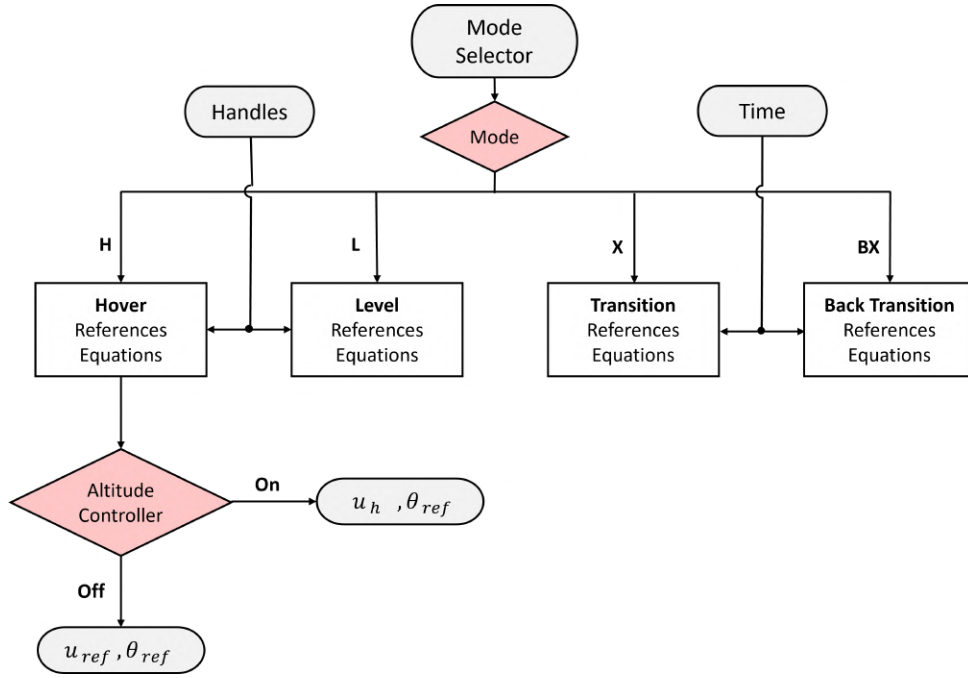 Mode
Selector
Handles
Time
Mode
H
L
X
BX
Hover
References
Equations
Level
References
Equations
Transition
References
Equations
Back Transition
References
Equations
Altitude
Controller
On
u_h , θ_ref
Off
u_ref , θ_ref